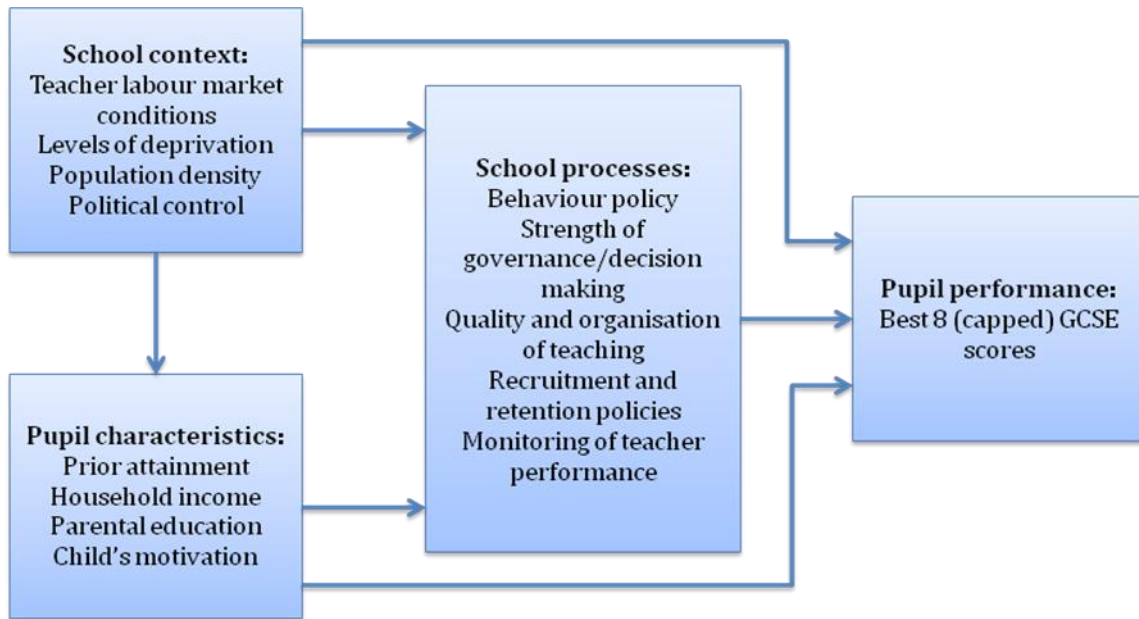 School context:
Teacher labour market
conditions
Levels of deprivation
Population density
Political control
Pupil characteristics:
Prior attainment
Household income
Parental education
Child's motivation
School processes:
Behaviour policy
Strength of
governance/decision
making
Quality and organisation
of teaching
Recruitment and
retention policies
Monitoring of teacher
performance
Pupil performance:
Best 8 (capped) GCSE
scores